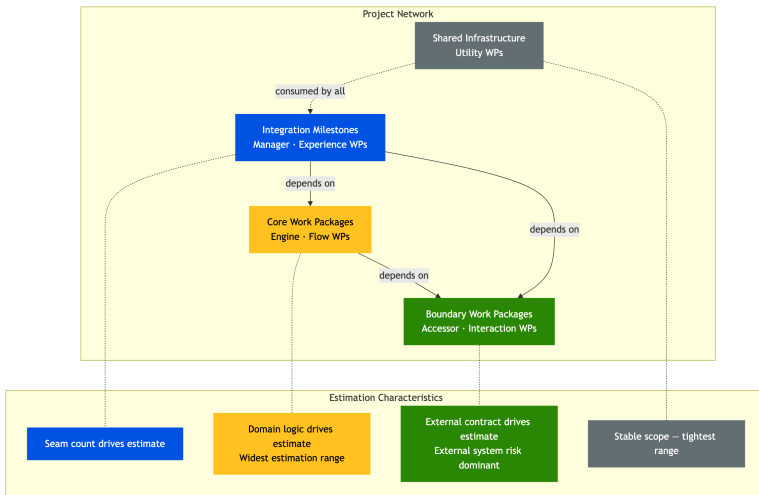 Project Network
Shared Infrastructure
Utility WPs
consumed by all
Integration Milestones
Manager · Experience WPs
depends on
Core Work Packages
Engine · Flow WPs
depends on
depends on
Boundary Work Packages
Accessor · Interaction WPs
Estimation Characteristics
Seam count drives estimate
Domain logic drives
estimate
Widest estimation range
External contract drives
estimate
External system risk
dominant
Stable scope — tightest
range